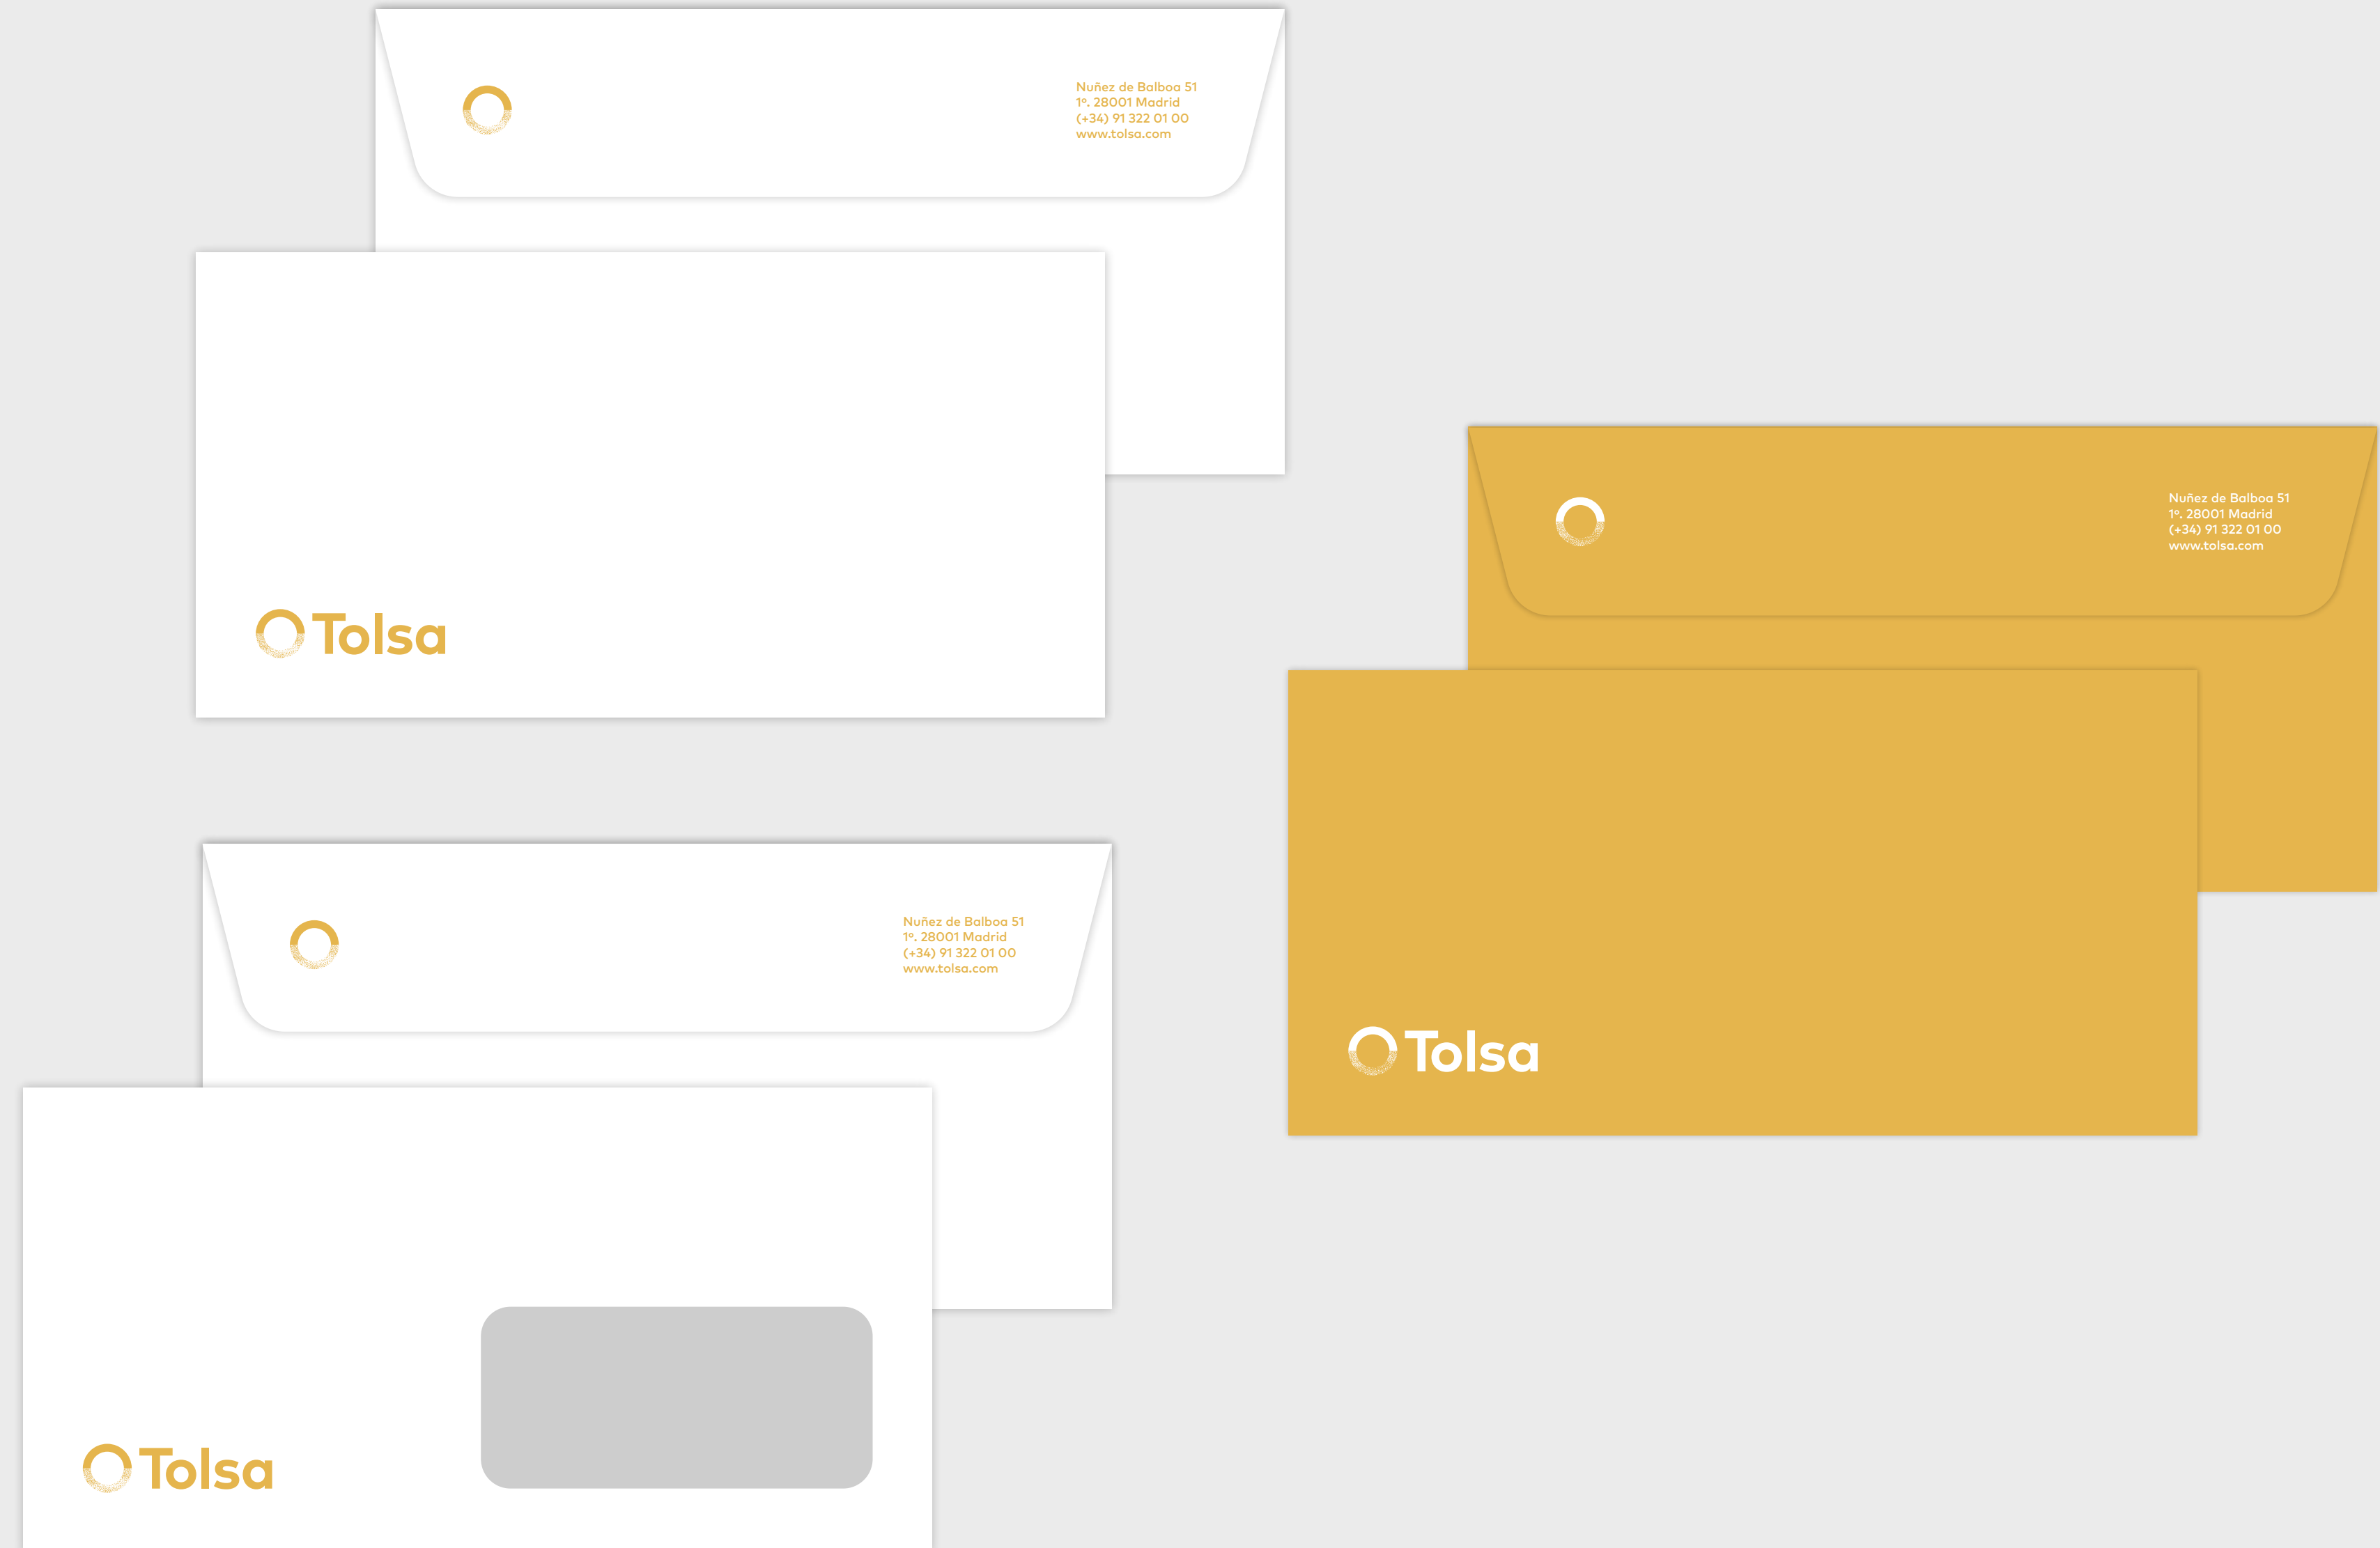 Nuñez de Balboa 51
1º. 28001 Madrid
(+34) 91 322 01 00
www.tolsa.com
Tolsa
Nuñez de Balboa 51
1º. 28001 Madrid
(+34) 91 322 01 00
www.tolsa.com
Tolsa
Nuñez de Balboa 51
1º. 28001 Madrid
(+34) 91 322 01 00
www.tolsa.com
Tolsa